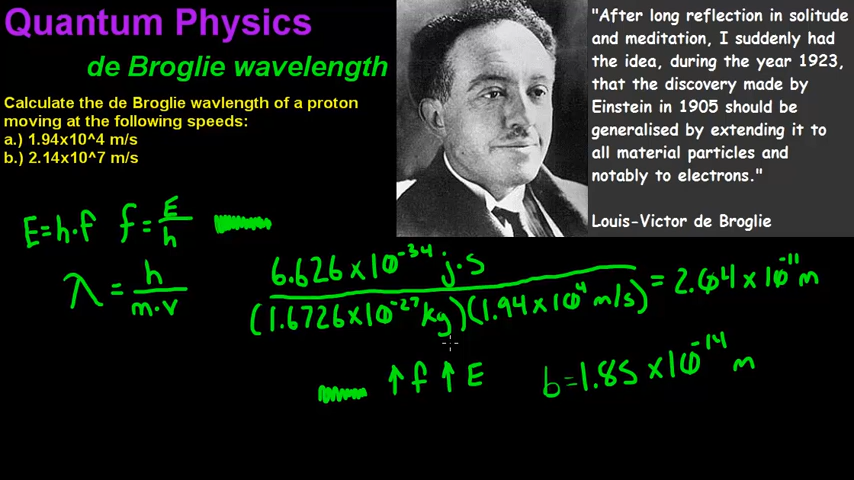 Quantum Physics
de Broglie wavelength
Calculate the de Broglie wavlength of a proton
moving at the following speeds:
a.) 1.94x10^4 m/s
b.) 2.14x10^7 m/s
"After long reflection in solitude
and meditation, I suddenly had
the idea, during the year 1923,
that the discovery made by
Einstein in 1905 should be
generalised by extending it to
all material particles and
notably to electrons."
Louis-Victor de Broglie
E=h·f f=E/h
λ = h/m·v
6.626x10^-34 j·s
(1.6726x10^-27 kg)(1.94x10^4 m/s) = 2.04x10^-11 m
↑f ↑E
b=1.85x10^-14 m